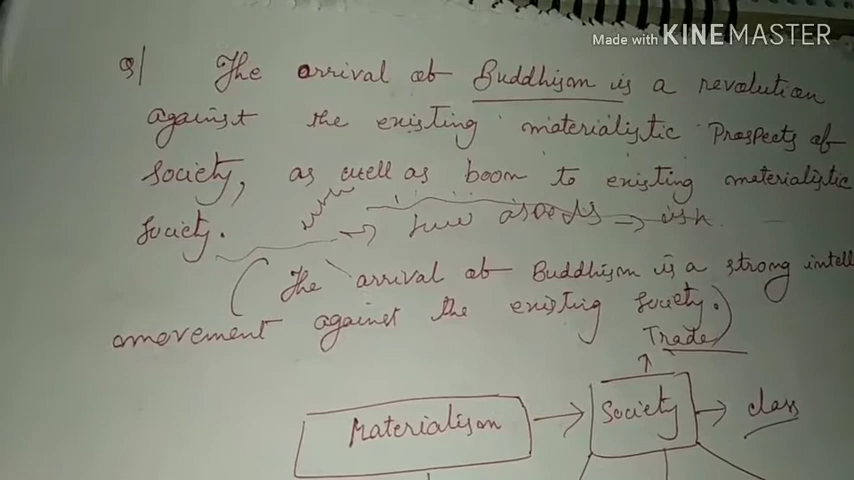 Made with KINEMASTER
Q/ The arrival of Buddhism is a revolution
against the existing materialistic Prospects of
society, as well as boom to existing materialistic
society.
(The arrival of Buddhism is a strong intell
movement against the existing society.)
Trade
Materialism Society class